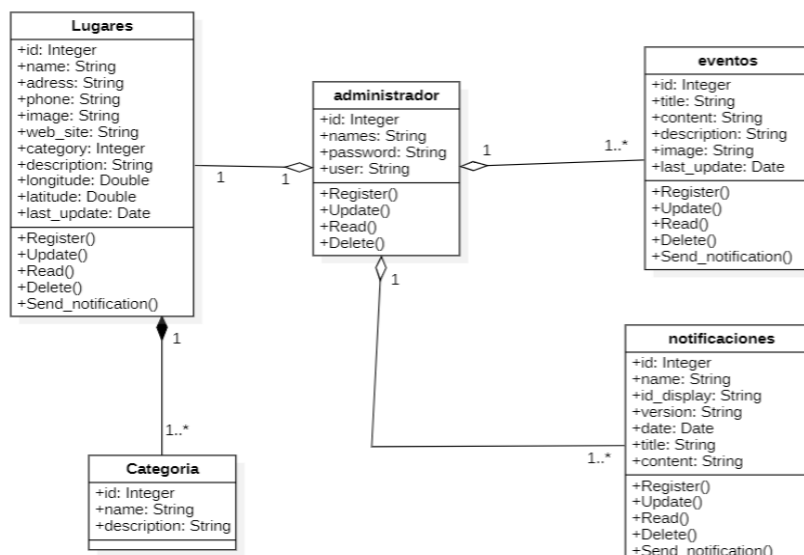 Lugares
+id: Integer
+name: String
+adress: String
+phone: String
+image: String
+web_site: String
+category: Integer
+description: String
+longitude: Double
+latitude: Double
+last_update: Date
+Register()
+Update()
+Read()
+Delete()
+Send_notification()
1
1
1
1..*
Categoria
+id: Integer
+name: String
+description: String
administrador
+id: Integer
+names: String
+password: String
+user: String
+Register()
+Update()
+Read()
+Delete()
1
1..*
1
1..*
eventos
+id: Integer
+title: String
+content: String
+description: String
+image: String
+last_update: Date
+Register()
+Update()
+Read()
+Delete()
+Send_notification()
notificaciones
+id: Integer
+name: String
+id_display: String
+version: String
+date: Date
+title: String
+content: String
+Register()
+Update()
+Read()
+Delete()
+Send_notification()